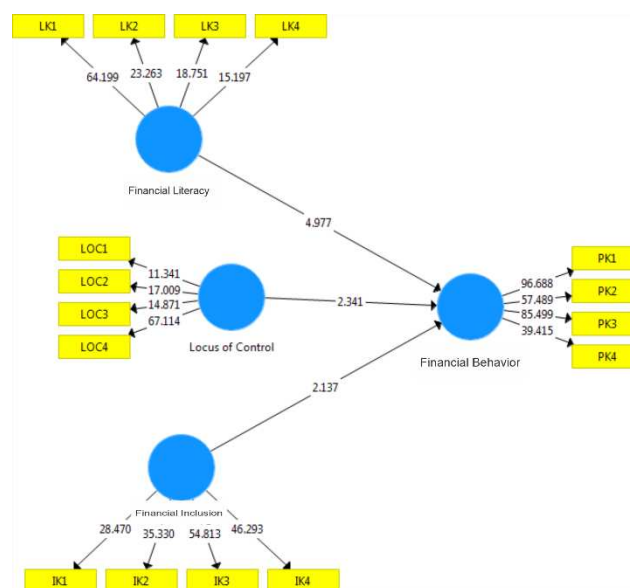 LK1 LK2 LK3 LK4
64.199 23.263 18.751 15.197
Financial Literacy
4.977
LOC1
LOC2
LOC3
LOC4
11.341
17.009
14.871
67.114
Locus of Control
2.341
PK1
PK2
PK3
PK4
96.688
57.489
85.499
39.415
Financial Behavior
2.137
Financial Inclusion
28.470 35.330 54.813 46.293
IK1 IK2 IK3 IK4